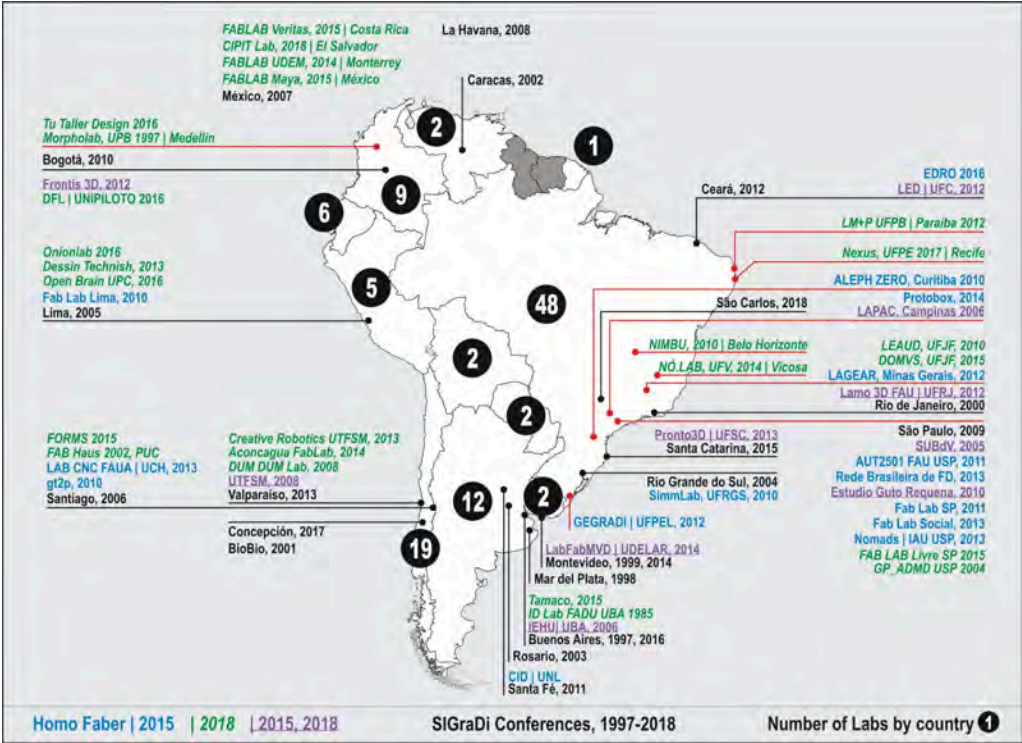 FABLAB Veritas, 2015 | Costa Rica
CIPIT Lab, 2018 | El Salvador
FABLAB UDEM, 2014 | Monterrey
FABLAB Maya, 2015 | México
México, 2007
La Havana, 2008
Caracas, 2002
Tu Taller Design 2016
Morpholab, UPB 1997 | Medellin
Bogotá, 2010
Frontis 3D, 2012
DFL | UNIPILOTO 2016
2
1
9
6
5
48
2
2
12
2
19
Onionlab 2016
Dessin Technish, 2013
Open Brain UPC, 2016
Fab Lab Lima, 2010
Lima, 2005
EDRO 2016
LED | UFC, 2012
Ceará, 2012
LM+P UFPB | Paraiba 2012
Nexus, UFPE 2017 | Recife
ALEPH ZERO, Curitiba 2010
Protobox, 2014
São Carlos, 2018
LAPAC, Campinas 2006
NIMBU, 2010 | Belo Horizonte
LEAUD, UFJF, 2010
DOMVS, UFJF, 2015
NÓ.LAB, UFV, 2014 | Vicosa
LAGEAR, Minas Gerais, 2012
Lamo 3D FAU | UFRJ, 2012
Rio de Janeiro, 2000
Pronto3D | UFSC, 2013
Santa Catarina, 2015
São Paulo, 2009
SUBdV, 2005
AUT2501 FAU USP, 2011
Rede Brasileira de FD, 2013
Estudio Guto Requena, 2010
Fab Lab SP, 2011
Fab Lab Social, 2013
Nomads | IAU USP, 2013
FAB LAB Livre SP 2015
GP_ADMD USP 2004
Rio Grande do Sul, 2004
SimmLab, UFRGS, 2010
GEGRADI | UFPEL, 2012
FORMS 2015
FAB Haus 2002, PUC
LAB CNC FAUA | UCH, 2013
gt2p, 2010
Santiago, 2006
Creative Robotics UTFSM, 2013
Aconcagua FabLab, 2014
DUM DUM Lab. 2008
UTFSM, 2008
Valparaíso, 2013
Concepción, 2017
BioBio, 2001
LabFabMVD | UDELAR, 2014
Montevideo, 1999, 2014
Mar del Plata, 1998
Tamaco, 2015
ID Lab FADU UBA 1985
IEHU| UBA, 2006
Buenos Aires, 1997, 2016
Rosario, 2003
CID | UNL
Santa Fé, 2011
Homo Faber | 2015 | 2018 | 2015, 2018
SIGraDi Conferences, 1997-2018
Number of Labs by country 1